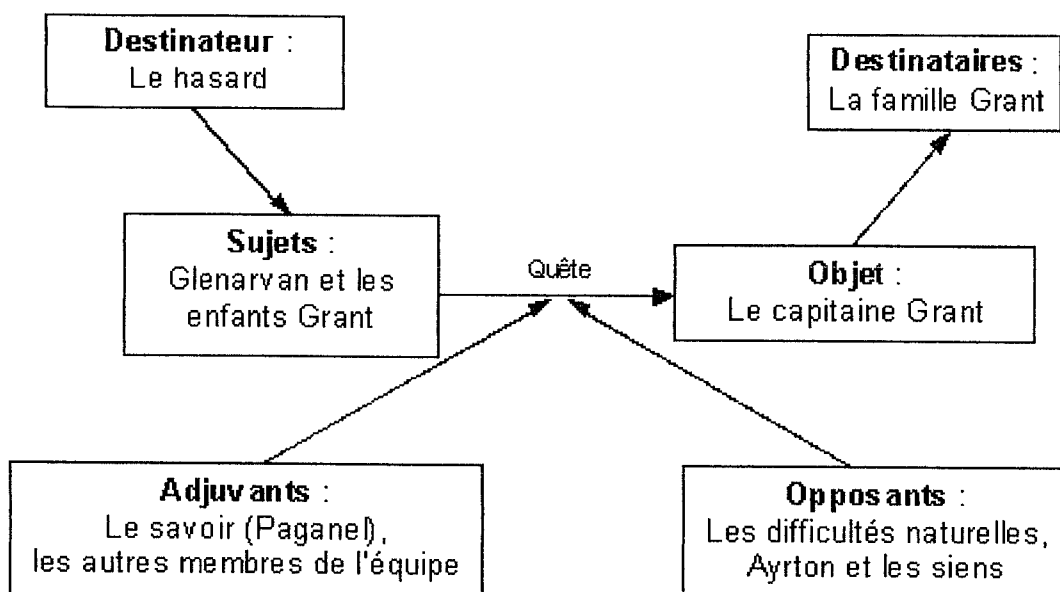 Destinateur :
Le hasard
Destinataires :
La famille Grant
Sujets :
Glenarvan et les
enfants Grant
Quête
Objet :
Le capitaine Grant
Adjuvants :
Le savoir (Paganel),
les autres membres de l'équipe
Opposants :
Les difficultés naturelles,
Ayrton et les siens